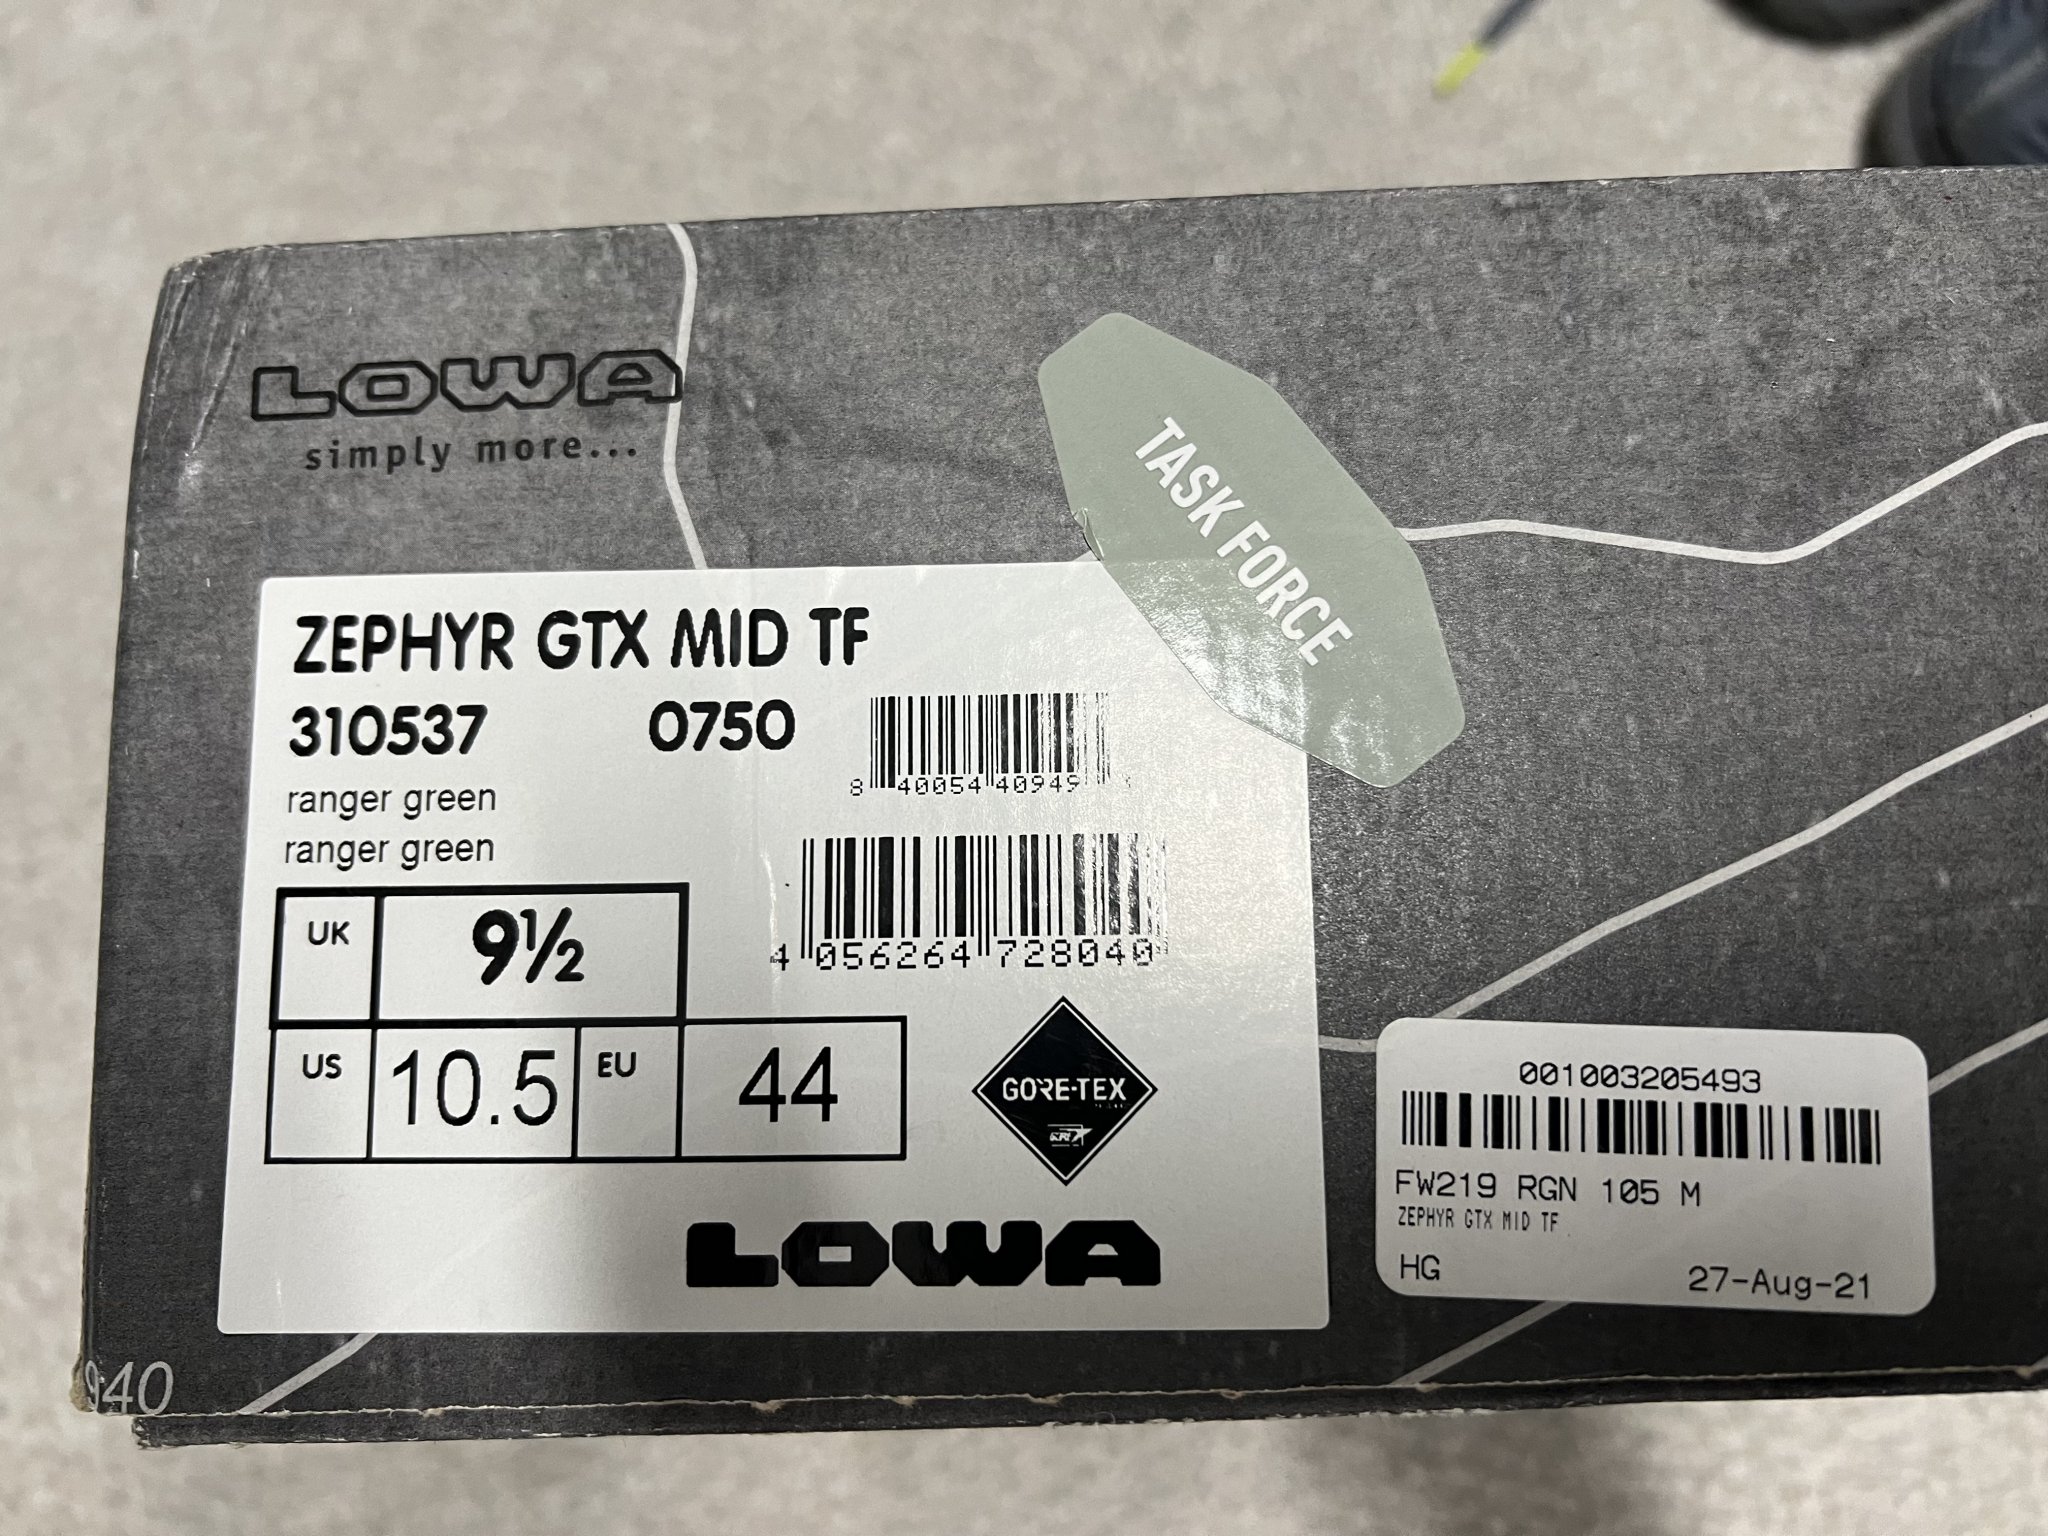 LOWA
simply more...
TASK FORCE
ZEPHYR GTX MID TF
310537 0750
ranger green
ranger green
8 40054 40949
4 056264 728040
UK 9½
US 10.5 EU 44
GORE-TEX
LOWA
001003205493
FW219 RGN 105 M
ZEPHYR GTX MID TF
HG 27-Aug-21
940